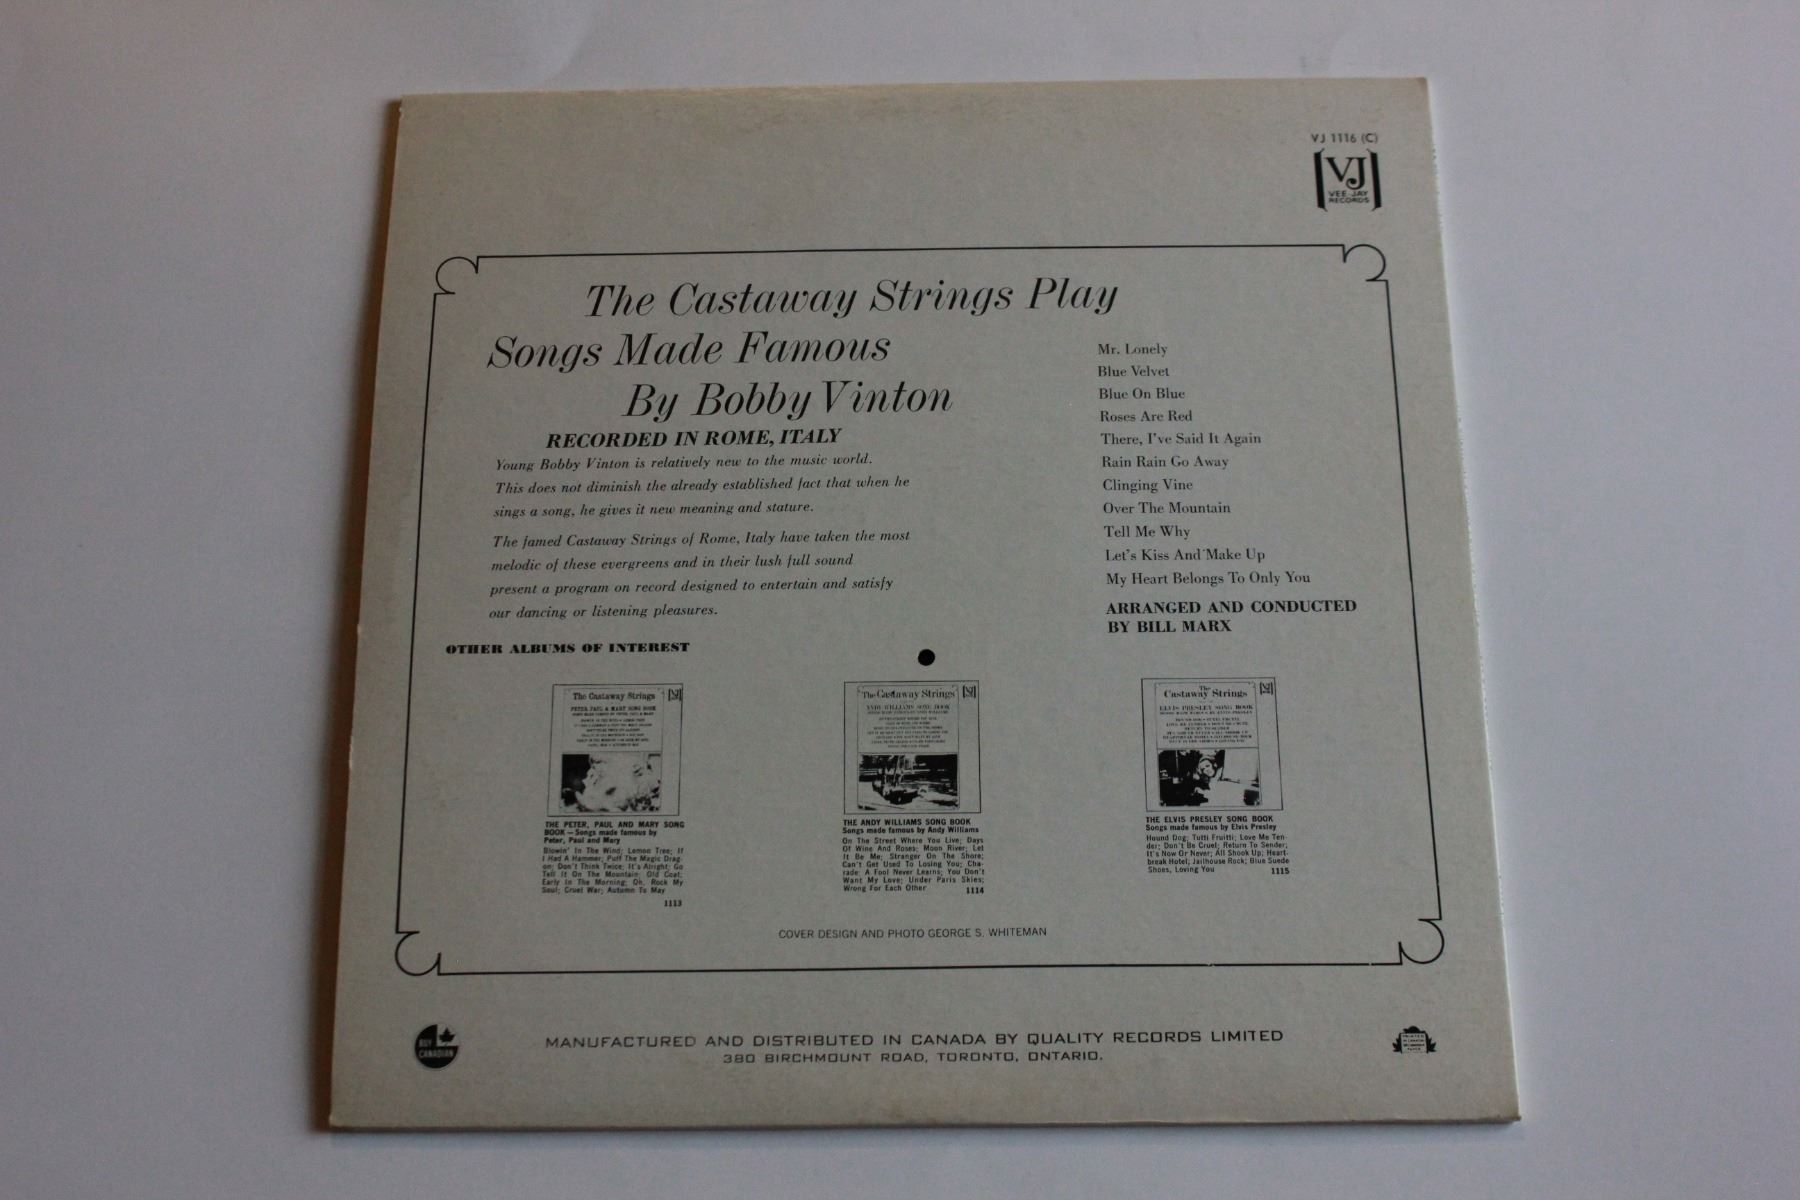 VJ 1116 (C)
VJ
VEE JAY
RECORDS
The Castaway Strings Play
Songs Made Famous
By Bobby Vinton
RECORDED IN ROME, ITALY
Young Bobby Vinton is relatively new to the music world.
This does not diminish the already established fact that when he
sings a song, he gives it new meaning and stature.
The famed Castaway Strings of Rome, Italy have taken the most
melodic of these evergreens and in their lush full sound
present a program on record designed to entertain and satisfy
our dancing or listening pleasures.
Mr. Lonely
Blue Velvet
Blue On Blue
Roses Are Red
There, I've Said It Again
Rain Rain Go Away
Clinging Vine
Over The Mountain
Tell Me Why
Let's Kiss And Make Up
My Heart Belongs To Only You
ARRANGED AND CONDUCTED
BY BILL MARX
OTHER ALBUMS OF INTEREST
The Castaway Strings
PETER, PAUL & MARY SONG BOOK
THE PETER, PAUL AND MARY SONG
BOOK — Songs made famous by
Peter, Paul and Mary
Blowin' In The Wind; Lemon Tree; If
I Had A Hammer; Puff The Magic Drag-
on; Don't Think Twice; It's Alright; Go
Tell It On The Mountain; Old Coat;
Early In The Morning; Oh, Rock My
Soul; Cruel War; Autumn To May
1113
The Castaway Strings
ANDY WILLIAMS SONG BOOK
THE ANDY WILLIAMS SONG BOOK
Songs made famous by Andy Williams
On The Street Where You Live; Days
Of Wine And Roses; Moon River; Let
It Be Me; Stranger On The Shore;
Can't Get Used To Losing You; Cha-
rade; A Fool Never Learns; You Don't
Want My Love; Under Paris Skies;
Wrong For Each Other 1114
The
Castaway Strings
ELVIS PRESLEY SONG BOOK
THE ELVIS PRESLEY SONG BOOK
Songs made famous by Elvis Presley
Hound Dog; Tutti Fruitti; Love Me Ten-
der; Don't Be Cruel; Return To Sender;
It's Now Or Never; All Shook Up; Heart-
break Hotel; Jailhouse Rock; Blue Suede
Shoes, Loving You 1115
COVER DESIGN AND PHOTO GEORGE S. WHITEMAN
BUY
CANADIAN
MANUFACTURED AND DISTRIBUTED IN CANADA BY QUALITY RECORDS LIMITED
380 BIRCHMOUNT ROAD, TORONTO, ONTARIO.